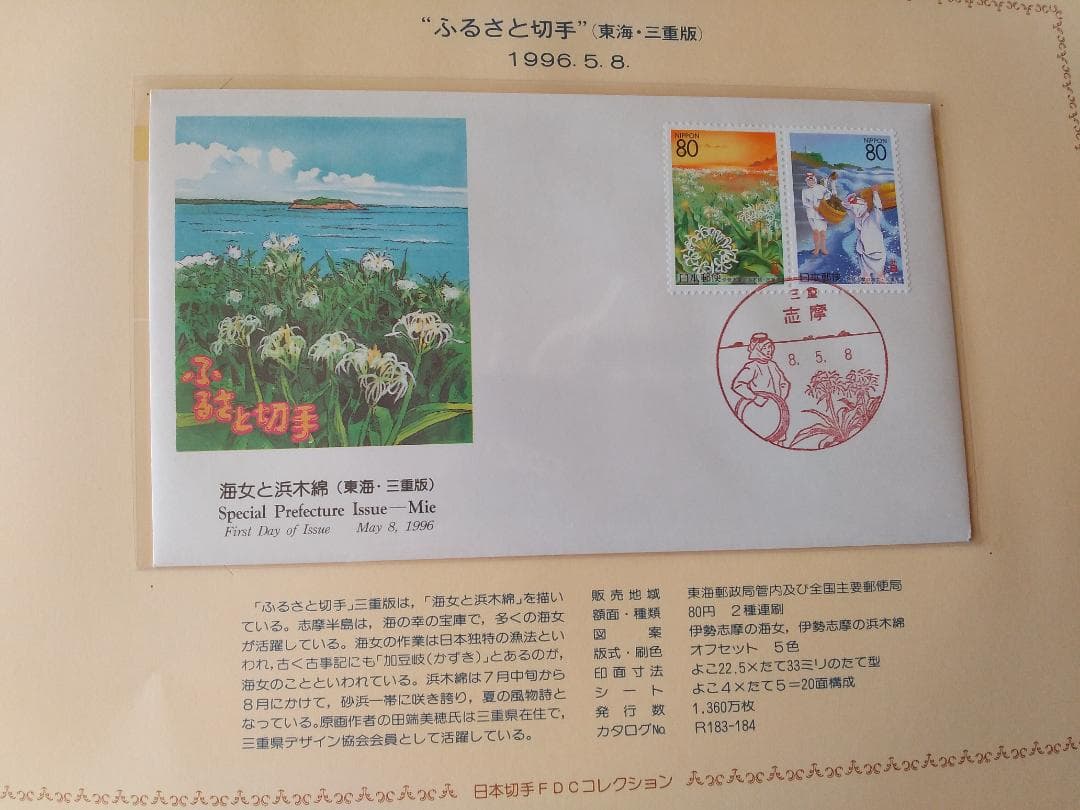 “ふるさと切手”(東海・三重版)
1996. 5. 8.
NIPPON
80
NIPPON
80
日本郵便
日本郵便
三重
志摩
8. 5. 8
ふ
るさと切手
海女と浜木綿(東海・三重版)
Special Prefecture Issue—Mie
First Day of Issue May 8, 1996
「ふるさと切手」三重版は,「海女と浜木綿」を描い
ている。志摩半島は,海の幸の宝庫で,多くの海女
が活躍している。海女の作業は日本独特の漁法とい
われ,古く古事記にも「加豆岐(かずき)」とあるのが,
海女のことといわれている。浜木綿は7月中旬から
8月にかけて,砂浜一帯に咲き誇り,夏の風物詩と
なっている。原画作者の田端美穂氏は三重県在住で,
三重県デザイン協会会員として活躍している。
販売地域 東海郵政局管内及び全国主要郵便局
額面・種類 80円 2種連刷
図案 伊勢志摩の海女,伊勢志摩の浜木綿
版式・刷色 オフセット 5色
印面寸法 よこ22.5×たて33ミリのたて型
シート よこ4×たて5=20面構成
発行数 1,360万枚
カタログNo. R183-184
日本切手FDCコレクション